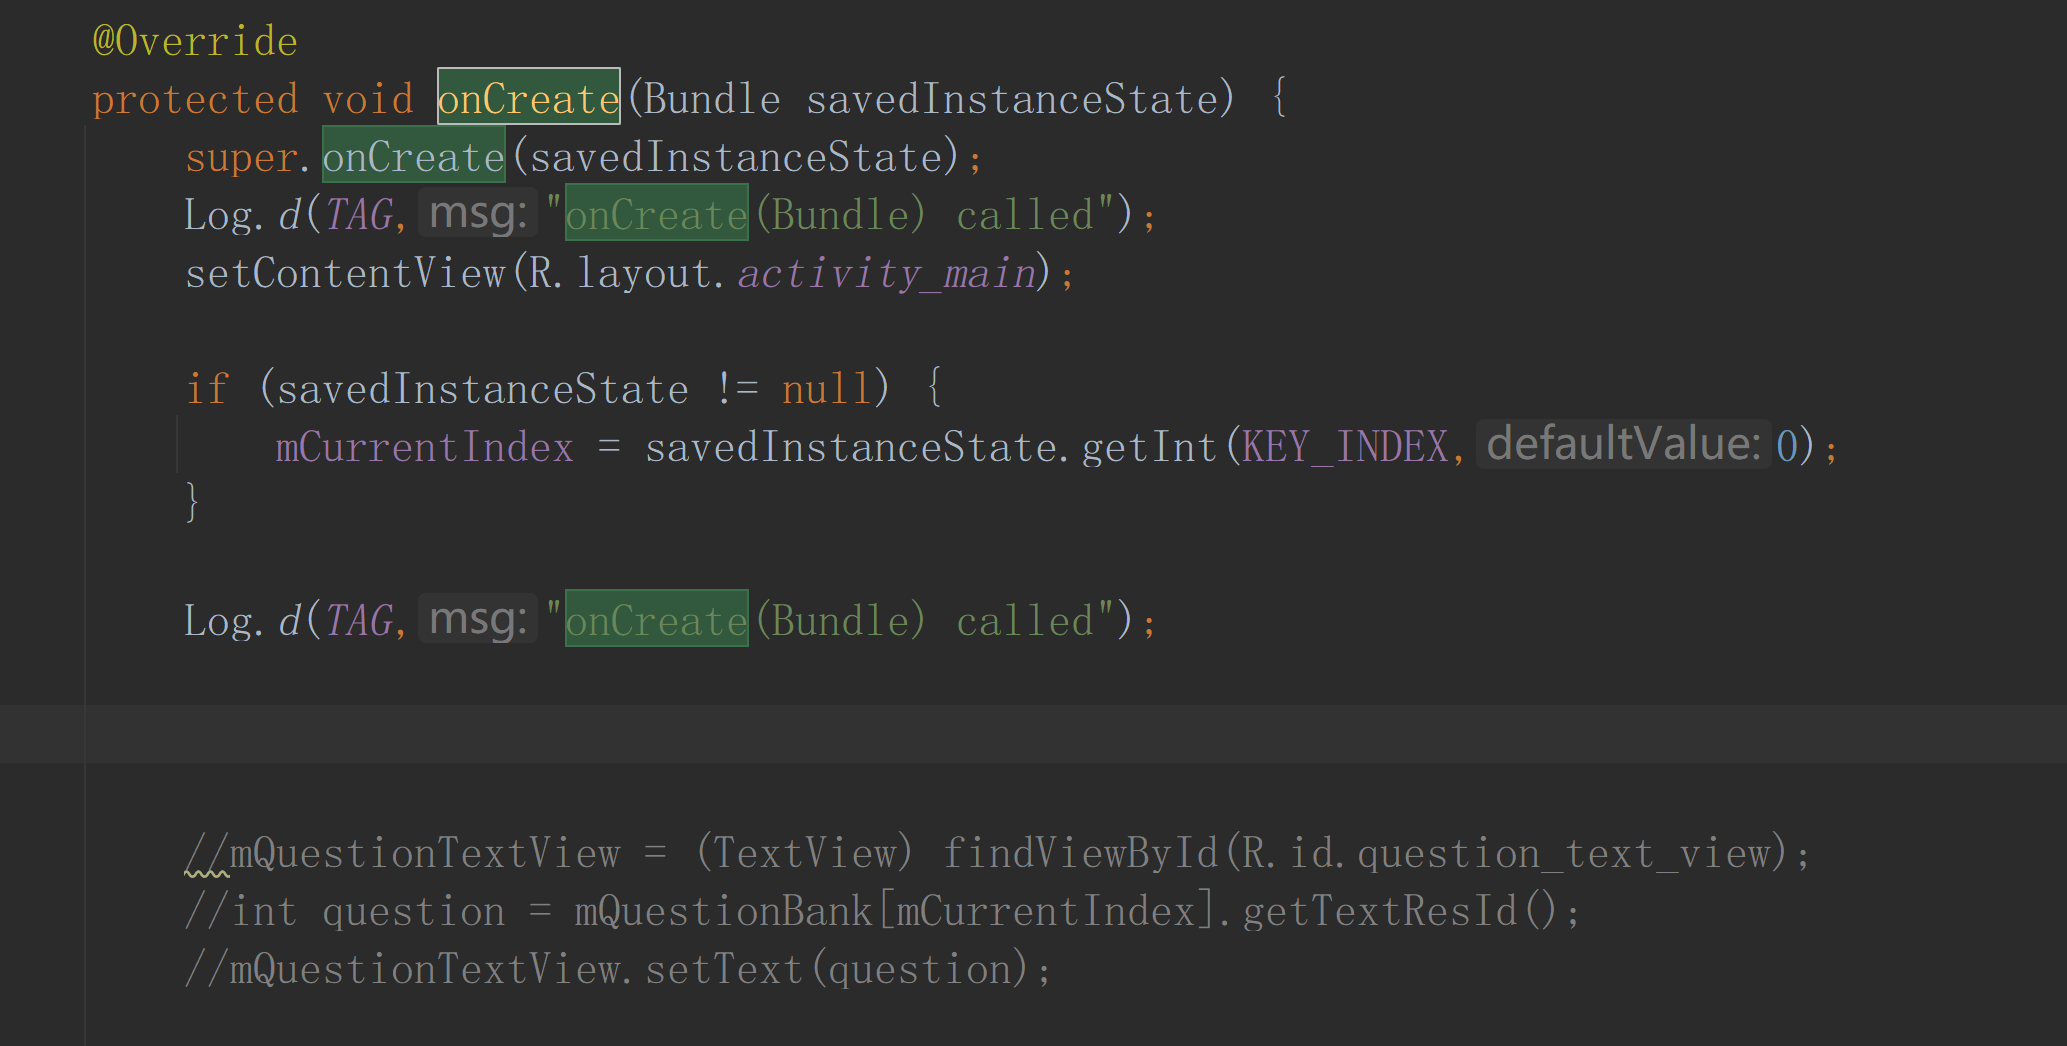 @Override
protected void onCreate(Bundle savedInstanceState) {
super.onCreate(savedInstanceState);
Log.d(TAG, msg: "onCreate(Bundle) called");
setContentView(R.layout.activity_main);
if (savedInstanceState != null) {
mCurrentIndex = savedInstanceState.getInt(KEY_INDEX, defaultValue: 0);
}
Log.d(TAG, msg: "onCreate(Bundle) called");
//mQuestionTextView = (TextView) findViewById(R.id.question_text_view);
//int question = mQuestionBank[mCurrentIndex].getTextResId();
//mQuestionTextView.setText(question);